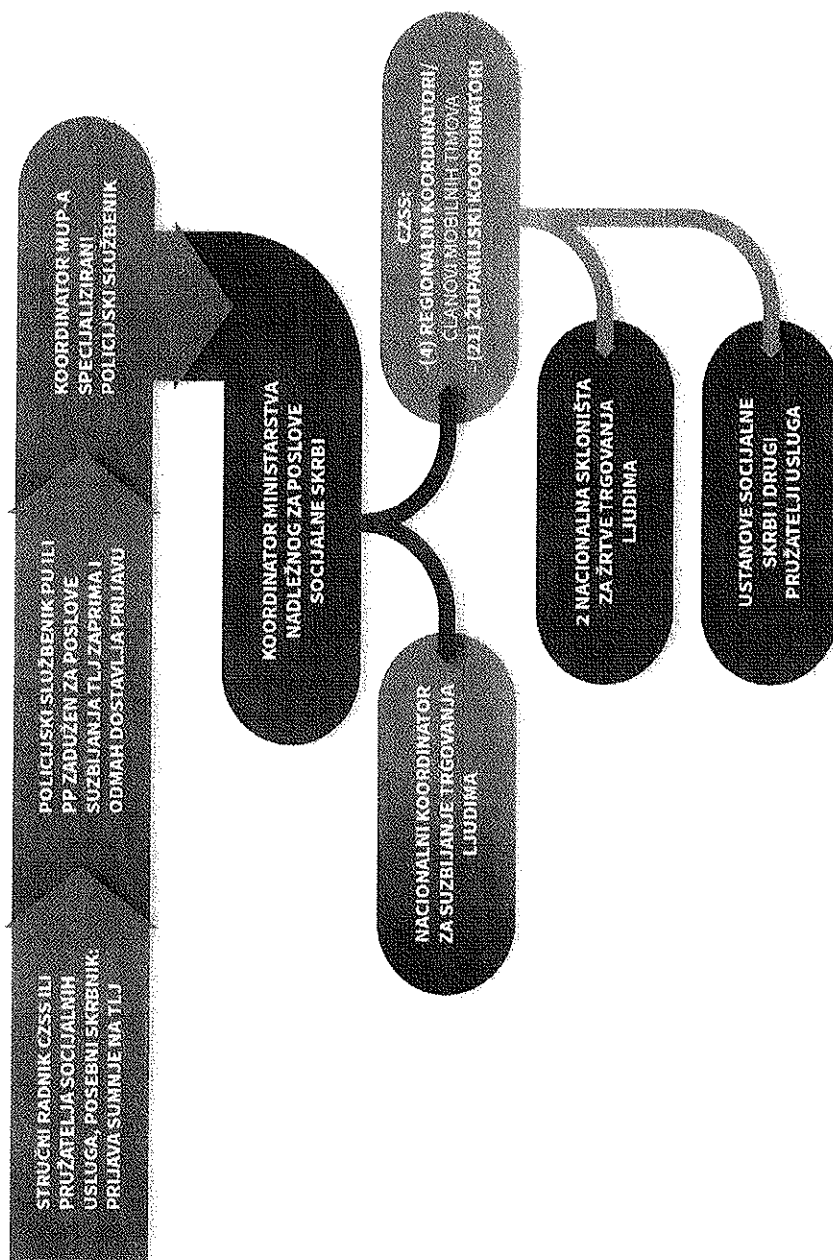 STRUČNI RADNIK CZSS ILI
PRUŽATELJA SOCIJALNIH
USLUGA, POSEBNI SKRBNIK:
PRIJAVA SUMNJE NA TLJ
POLICIJSKI SLUŽBENIK PU ILI
PP ZADUŽEN ZA POSLOVE
SUZBIJANJA TLJ ZAPRIMA I
ODMAH DOSTAVLJA PRIJAVU
KOORDINATOR MUP-A
SPECIJALIZIRANI
POLICIJSKI SLUŽBENIK
KOORDINATOR MINISTARSTVA
NADLEŽNOG ZA POSLOVE
SOCIJALNE SKRBI
NACIONALNI KOORDINATOR
ZA SUZBIJANJE TRGOVANJA
LJUDIMA
CZSS:
-(4) REGIONALNI KOORDINATORI/
ČLANOVI MOBILNIH TIMOVA
-(21) ŽUPANIJSKI KOORDINATORI
2 NACIONALNA SKLONIŠTA
ZA ŽRTVE TRGOVANJA
LJUDIMA
USTANOVE SOCIJALNE
SKRBI I DRUGI
PRUŽATELJI USLUGA